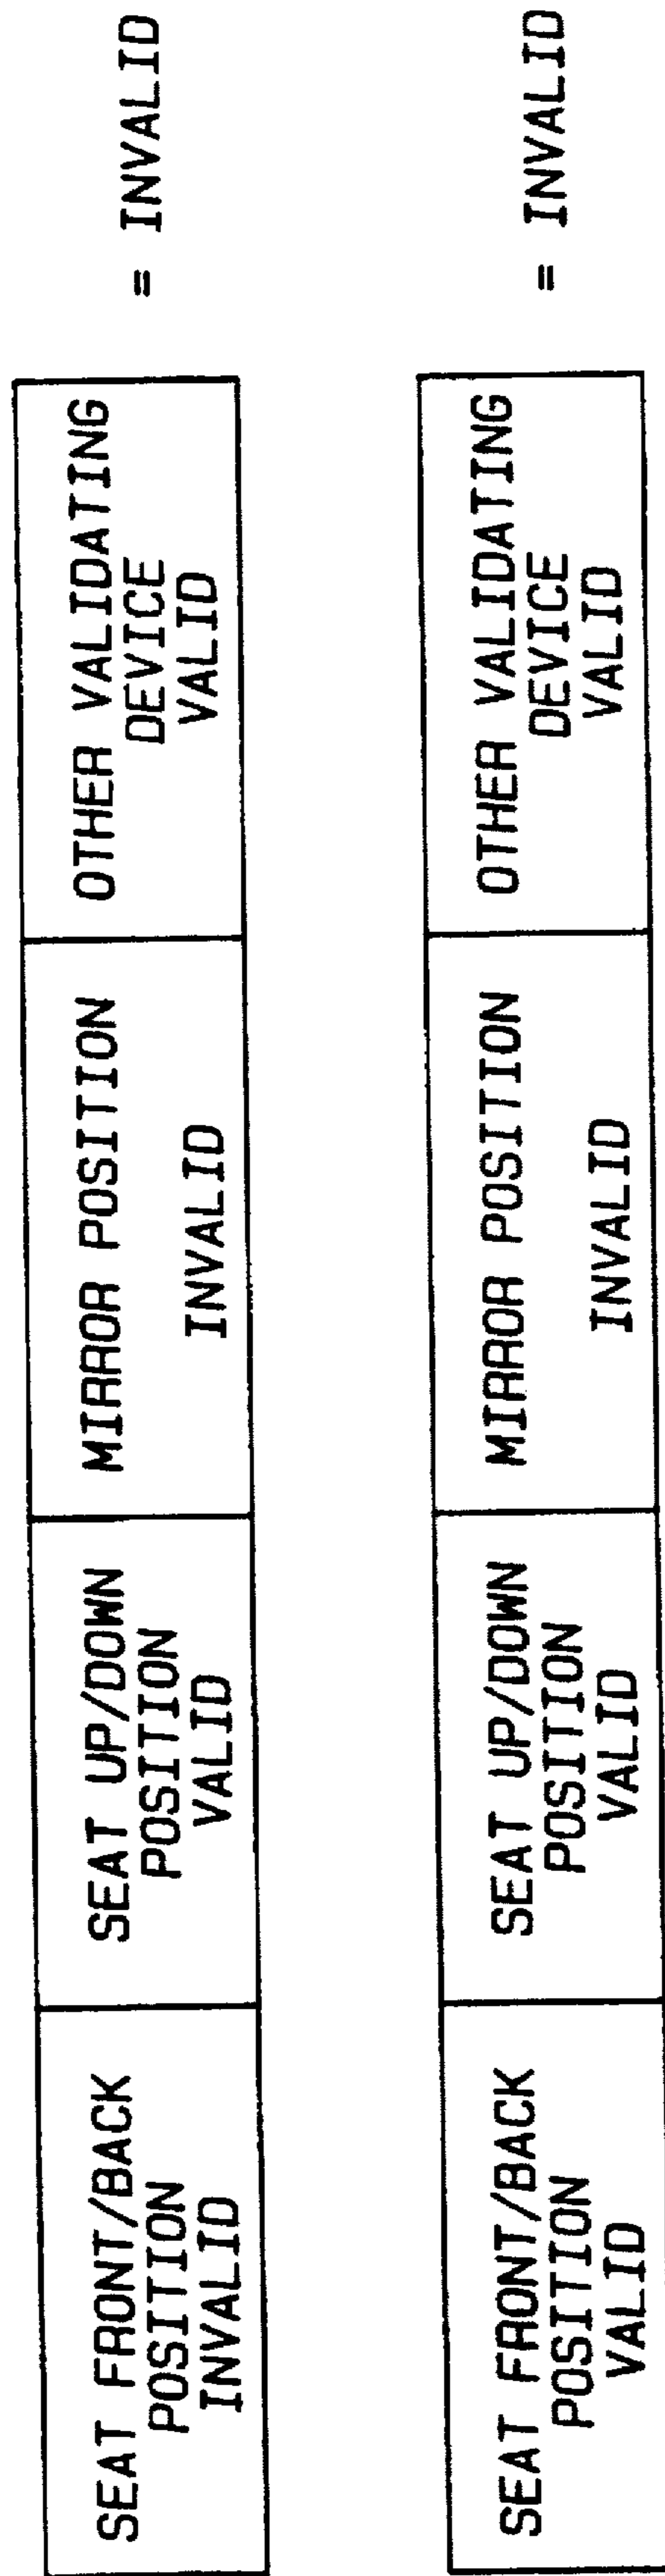 SEAT FRONT/BACK
POSITION
INVALID
SEAT UP/DOWN
POSITION
VALID
MIRROR POSITION
INVALID
OTHER VALIDATING
DEVICE
VALID
= INVALID
SEAT FRONT/BACK
POSITION
VALID
SEAT UP/DOWN
POSITION
VALID
MIRROR POSITION
INVALID
OTHER VALIDATING
DEVICE
VALID
= INVALID